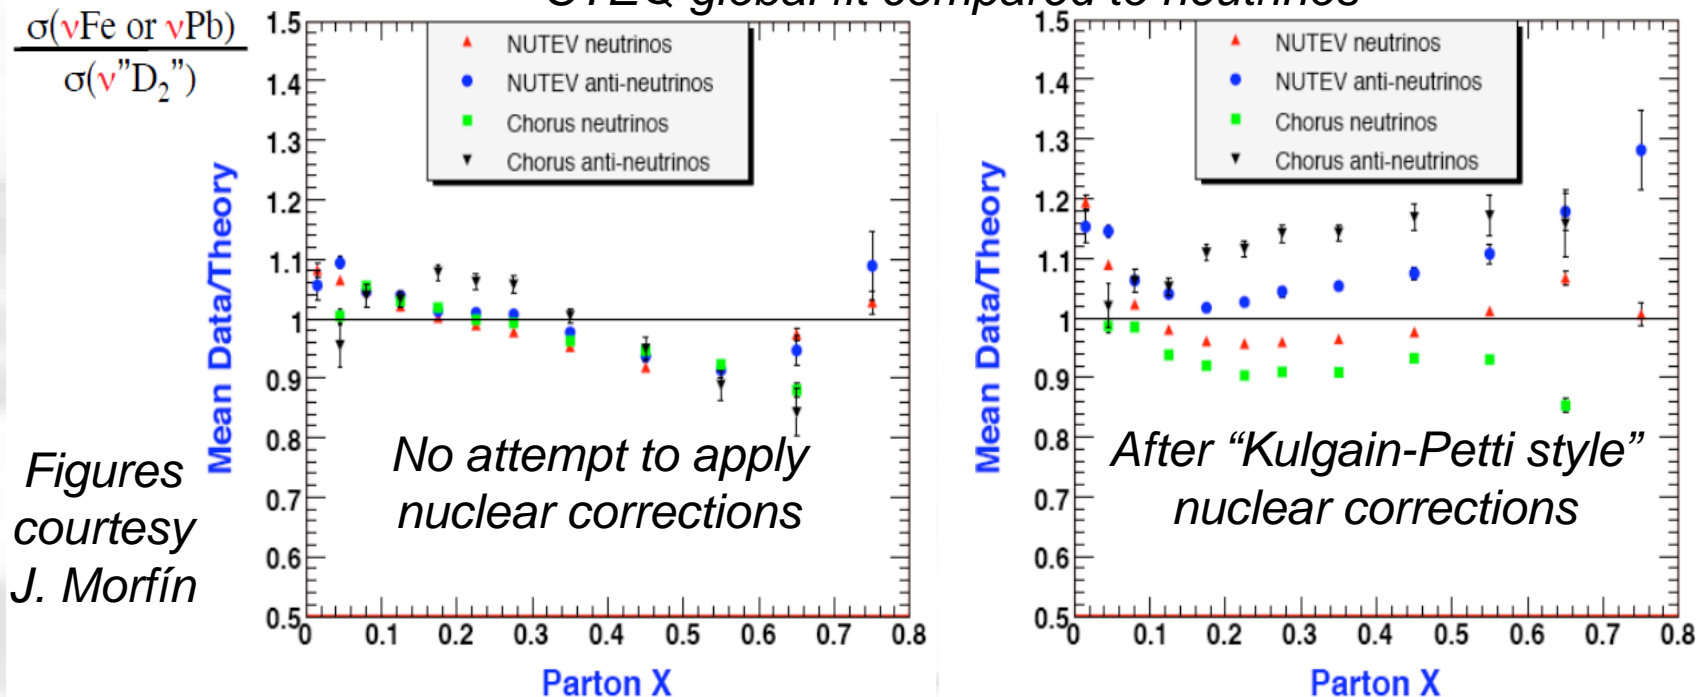 CTEQ global fit compared to neutrinos
σ(νFe or νPb)
σ(ν"D2")
Mean Data/Theory
1.5
1.4
1.3
1.2
1.1
1
0.9
0.8
0.7
0.6
0.5
NUTEV neutrinos
NUTEV anti-neutrinos
Chorus neutrinos
Chorus anti-neutrinos
No attempt to apply
nuclear corrections
0 0.1 0.2 0.3 0.4 0.5 0.6 0.7 0.8
Parton X
Mean Data/Theory
1.5
1.4
1.3
1.2
1.1
1
0.9
0.8
0.7
0.6
0.5
NUTEV neutrinos
NUTEV anti-neutrinos
Chorus neutrinos
Chorus anti-neutrinos
After “Kulgain-Petti style”
nuclear corrections
0 0.1 0.2 0.3 0.4 0.5 0.6 0.7 0.8
Parton X
Figures
courtesy
J. Morfín